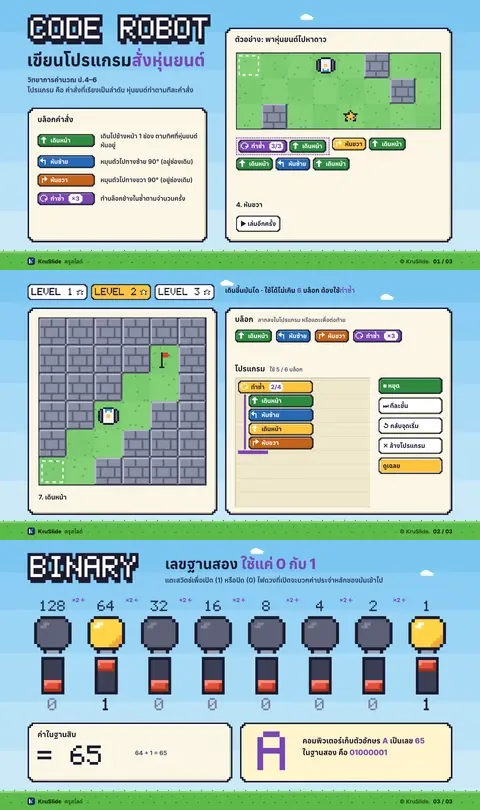 CODE ROBOT
เขียนโปรแกรมสั่งหุ่นยนต์
วิทยาการคำนวณ ป.4–6
โปรแกรม คือ คำสั่งที่เรียงเป็นลำดับ หุ่นยนต์ทำตามทีละคำสั่ง
บล็อกคำสั่ง
เดินหน้า
เดินไปข้างหน้า 1 ช่อง ตามทิศที่หุ่นยนต์
หันอยู่
หันซ้าย
หมุนตัวไปทางซ้าย 90° (อยู่ช่องเดิม)
หันขวา
หมุนตัวไปทางขวา 90° (อยู่ช่องเดิม)
ทำซ้ำ ×3
ทำบล็อกข้างในซ้ำตามจำนวนครั้ง
ตัวอย่าง: พาหุ่นยนต์ไปหาดาว
ทำซ้ำ 3/3 เดินหน้า หันขวา เดินหน้า
เดินหน้า หันซ้าย เดินหน้า
4. หันขวา
เล่นอีกครั้ง
KruSlide ครูสไลด์
© KruSlide 01 / 03
LEVEL 1 LEVEL 2 LEVEL 3
เดินขึ้นบันได - ใช้ได้ไม่เกิน 6 บล็อก ต้องใช้ทำซ้ำ
7. เดินหน้า
บล็อก ลากลงในโปรแกรม หรือแตะเพื่อต่อท้าย
เดินหน้า หันซ้าย หันขวา ทำซ้ำ ×3
โปรแกรม ใช้ 5 / 6 บล็อก
ทำซ้ำ 2/4
เดินหน้า
หันซ้าย
เดินหน้า
หันขวา
หยุด
ทีละขั้น
กลับจุดเริ่ม
ล้างโปรแกรม
ดูเฉลย
KruSlide ครูสไลด์
© KruSlide 02 / 03
BINARY
เลขฐานสอง ใช้แค่ 0 กับ 1
แตะสวิตช์เพื่อเปิด (1) หรือปิด (0) ไฟดวงที่เปิดจะบวกค่าประจำหลักของมันเข้าไป
128 ×2← 64 ×2← 32 ×2← 16 ×2← 8 ×2← 4 ×2← 2 ×2← 1
0 1 0 0 0 0 0 1
ค่าในฐานสิบ
= 65
64 + 1 = 65
A
คอมพิวเตอร์เก็บตัวอักษร A เป็นเลข 65
ในฐานสอง คือ 01000001
KruSlide ครูสไลด์
© KruSlide 03 / 03